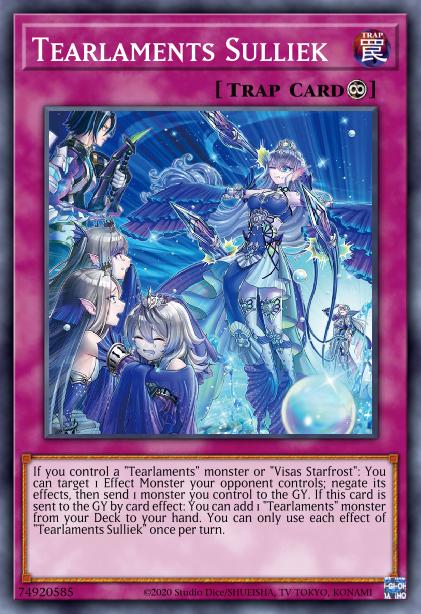 Tearlaments Sulliek
TRAP
罠
[Trap Card]
If you control a "Tearlaments" monster or "Visas Starfrost": You
can target 1 Effect Monster your opponent controls; negate its
effects, then send 1 monster you control to the GY. If this card is
sent to the GY by card effect: You can add 1 "Tearlaments" monster
from your Deck to your hand. You can only use each effect of
"Tearlaments Sulliek" once per turn.
74920585
©2020 Studio Dice/SHUEISHA, TV TOKYO, KONAMI